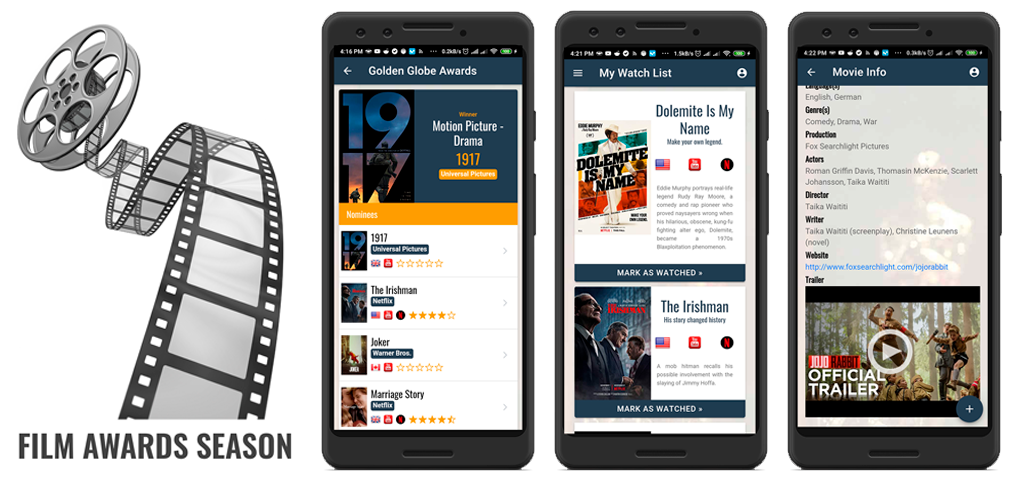 FILM AWARDS SEASON
4:16 PM
0.2kB/s
Golden Globe Awards
19
17
Winner
Motion Picture -
Drama
1917
Universal Pictures
Nominees
1917
Universal Pictures
The Irishman
Netflix
Joker
Warner Bros.
Marriage Story
Netflix
4:21 PM
1.5kB/s
My Watch List
EDDIE MURPHY
DOLEMITE
IS MY
NAME
Dolemite Is My
Name
Make your own legend.
Eddie Murphy portrays real-life
legend Rudy Ray Moore, a
comedy and rap pioneer who
proved naysayers wrong when
his hilarious, obscene, kung-fu
fighting alter ego, Dolemite,
became a 1970s
Blaxploitation phenomenon.
MARK AS WATCHED »
The Irishman
His story changed history
A mob hitman recalls his
possible involvement with the
slaying of Jimmy Hoffa.
MARK AS WATCHED »
4:22 PM
0.3kB/s
Movie Info
Language(s)
English, German
Genre(s)
Comedy, Drama, War
Production
Fox Searchlight Pictures
Actors
Roman Griffin Davis, Thomasin McKenzie, Scarlett
Johansson, Taika Waititi
Director
Taika Waititi
Writer
Taika Waititi (screenplay), Christine Leunens
(novel)
Website
http://www.foxsearchlight.com/jojorabbit
Trailer
JOJO RABBIT
OFFICIAL
TRAILER